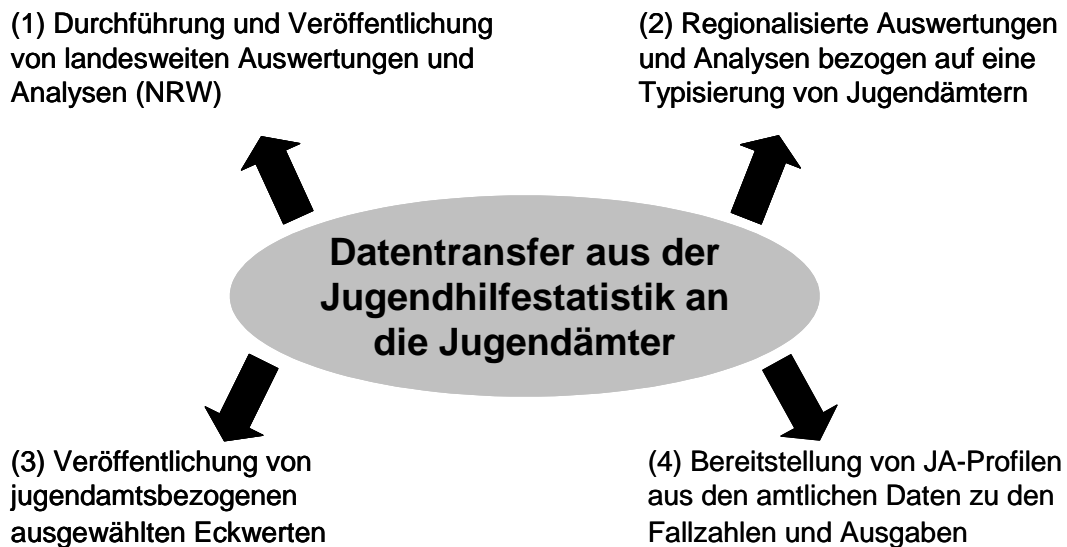 (1) Durchführung und Veröffentlichung
von landesweiten Auswertungen und
Analysen (NRW)
(2) Regionalisierte Auswertungen
und Analysen bezogen auf eine
Typisierung von Jugendämtern
Datentransfer aus der
Jugendhilfestatistik an
die Jugendämter
(3) Veröffentlichung von
jugendamtsbezogenen
ausgewählten Eckwerten
(4) Bereitstellung von JA-Profilen
aus den amtlichen Daten zu den
Fallzahlen und Ausgaben